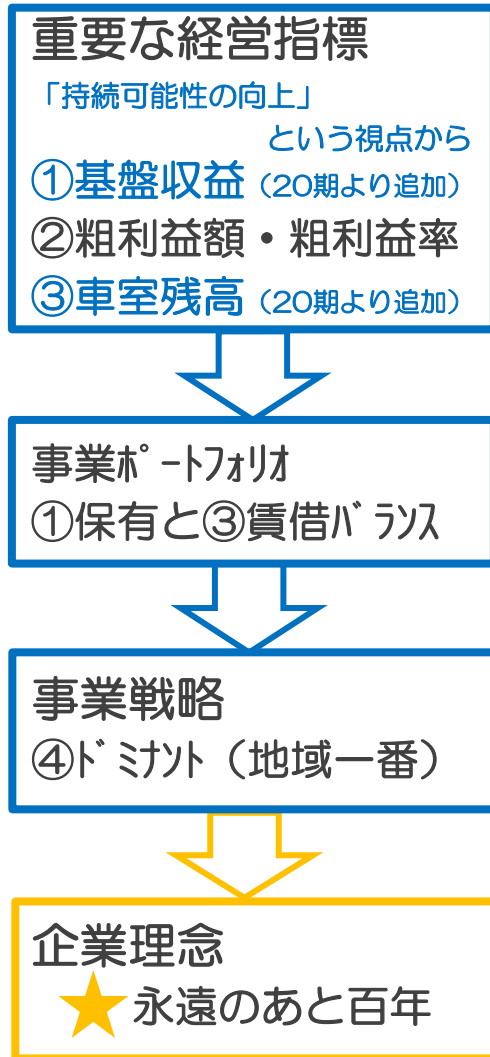 重要な経営指標
「持続可能性の向上」
という視点から
①基盤収益（20期より追加）
②粗利益額・粗利益率
③車室残高（20期より追加）
事業ﾎﾟｰﾄﾌｫﾘｵ
①保有と③賃借ﾊﾞﾗﾝｽ
事業戦略
④ﾄﾞﾐﾅﾝﾄ（地域一番）
企業理念
★永遠のあと百年